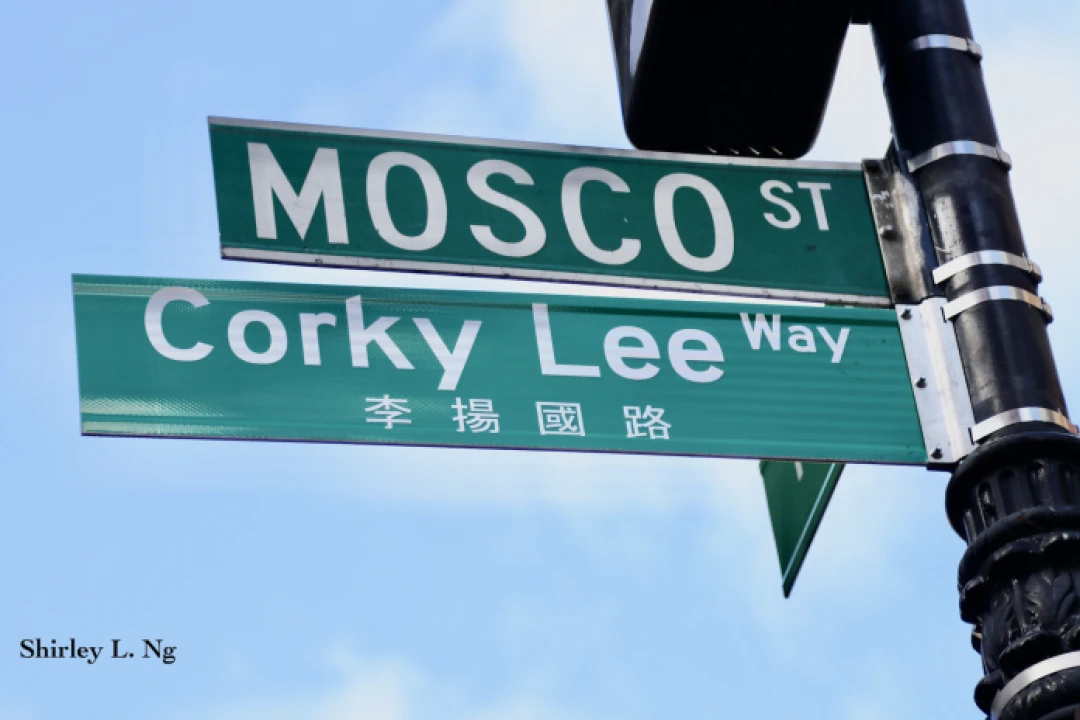 MOSCO ST
Corky Lee Way
李揚國路
Shirley L. Ng